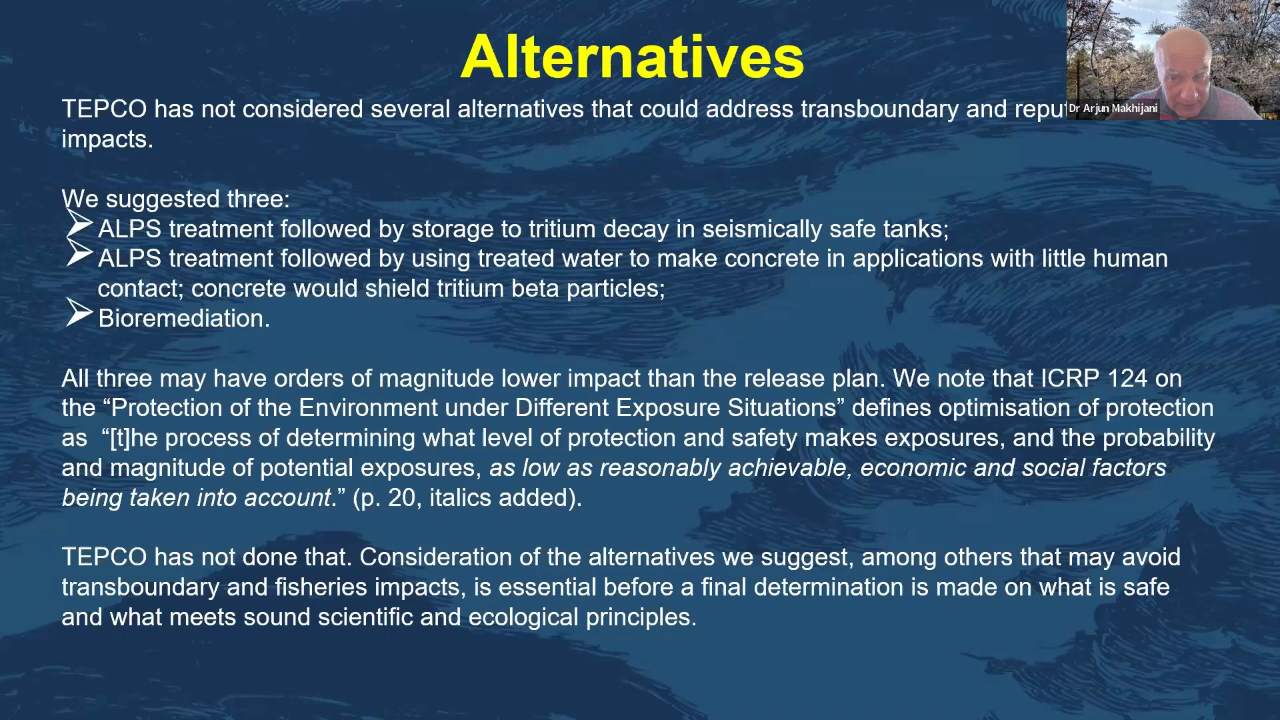 Alternatives
Dr Arjun Makhijani
TEPCO has not considered several alternatives that could address transboundary and
impacts.
We suggested three:
ALPS treatment followed by storage to tritium decay in seismically safe tanks;
ALPS treatment followed by using treated water to make concrete in applications with little human
contact; concrete would shield tritium beta particles;
Bioremediation.
All three may have orders of magnitude lower impact than the release plan. We note that ICRP 124 on
the “Protection of the Environment under Different Exposure Situations” defines optimisation of protection
as “[t]he process of determining what level of protection and safety makes exposures, and the probability
and magnitude of potential exposures, as low as reasonably achievable, economic and social factors
being taken into account.” (p. 20, italics added).
TEPCO has not done that. Consideration of the alternatives we suggest, among others that may avoid
transboundary and fisheries impacts, is essential before a final determination is made on what is safe
and what meets sound scientific and ecological principles.